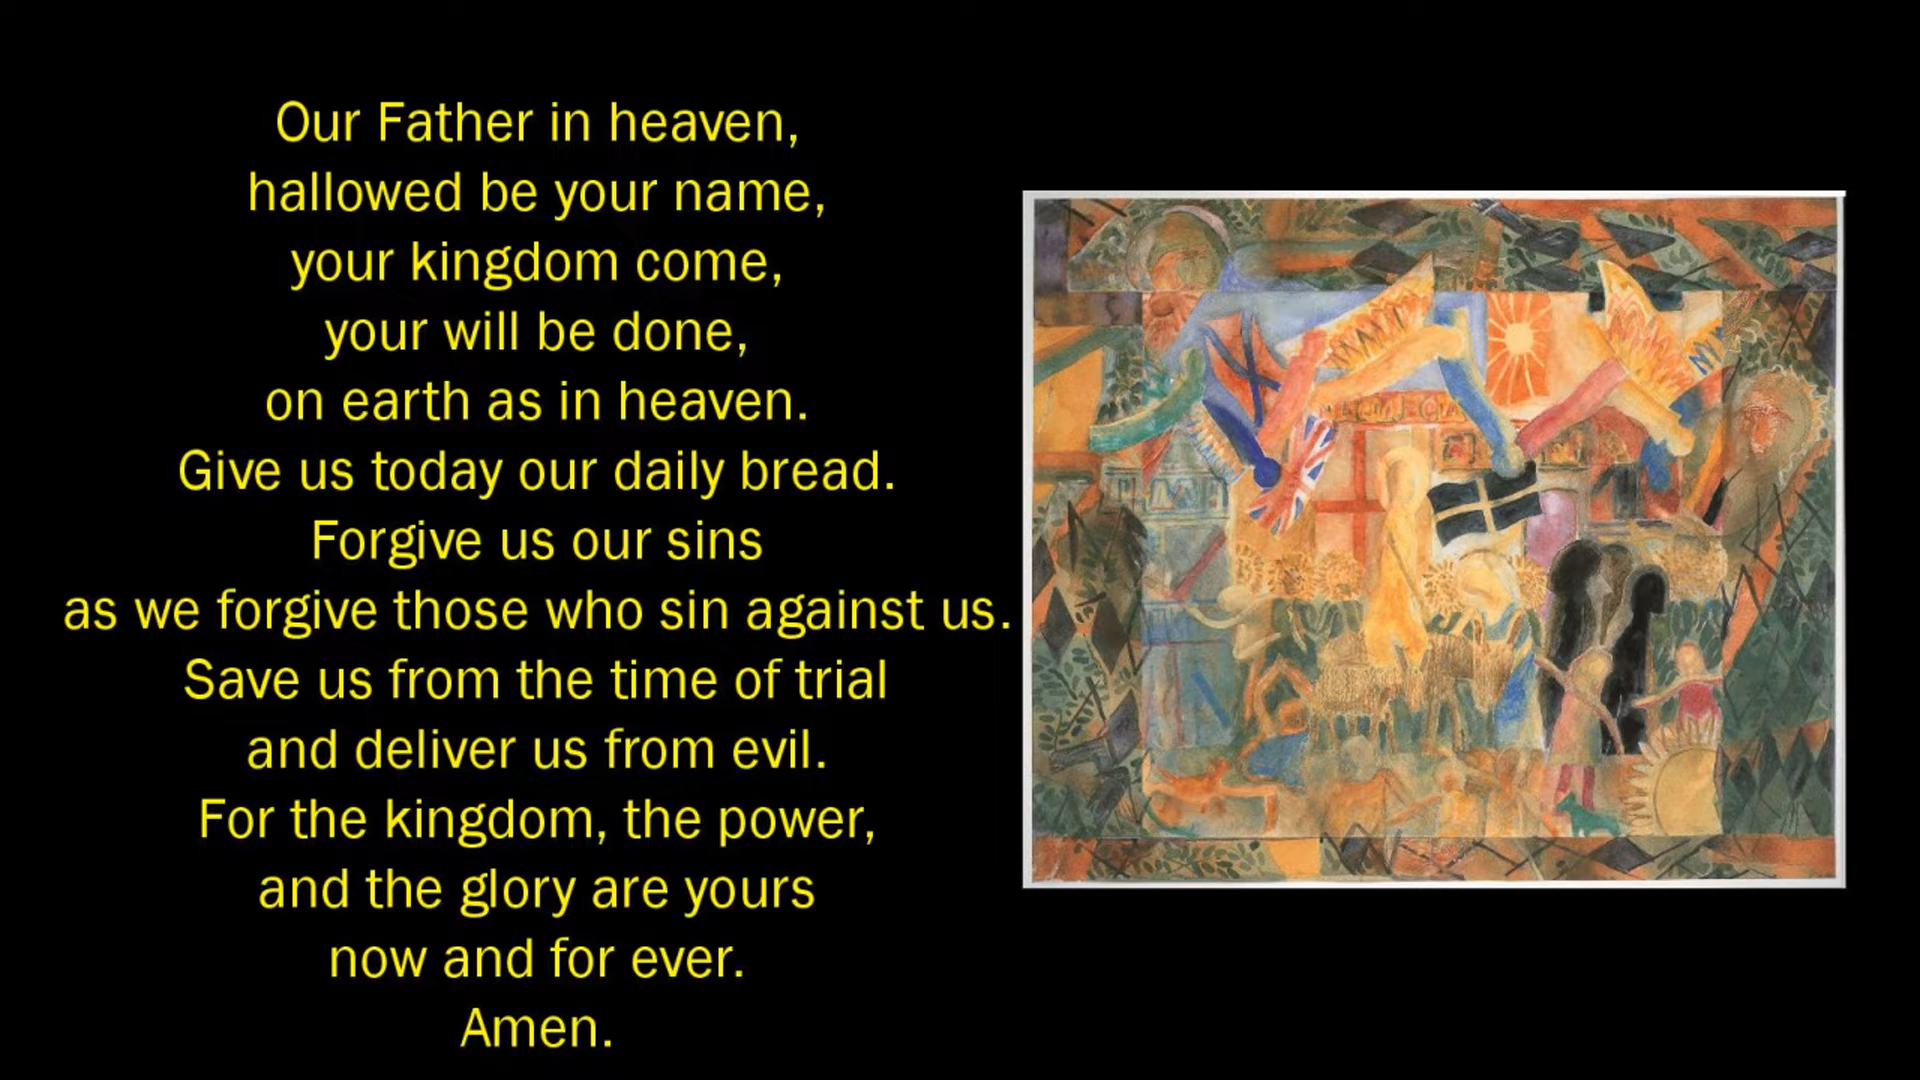 Our Father in heaven,
hallowed be your name,
your kingdom come,
your will be done,
on earth as in heaven.
Give us today our daily bread.
Forgive us our sins
as we forgive those who sin against us.
Save us from the time of trial
and deliver us from evil.
For the kingdom, the power,
and the glory are yours
now and for ever.
Amen.